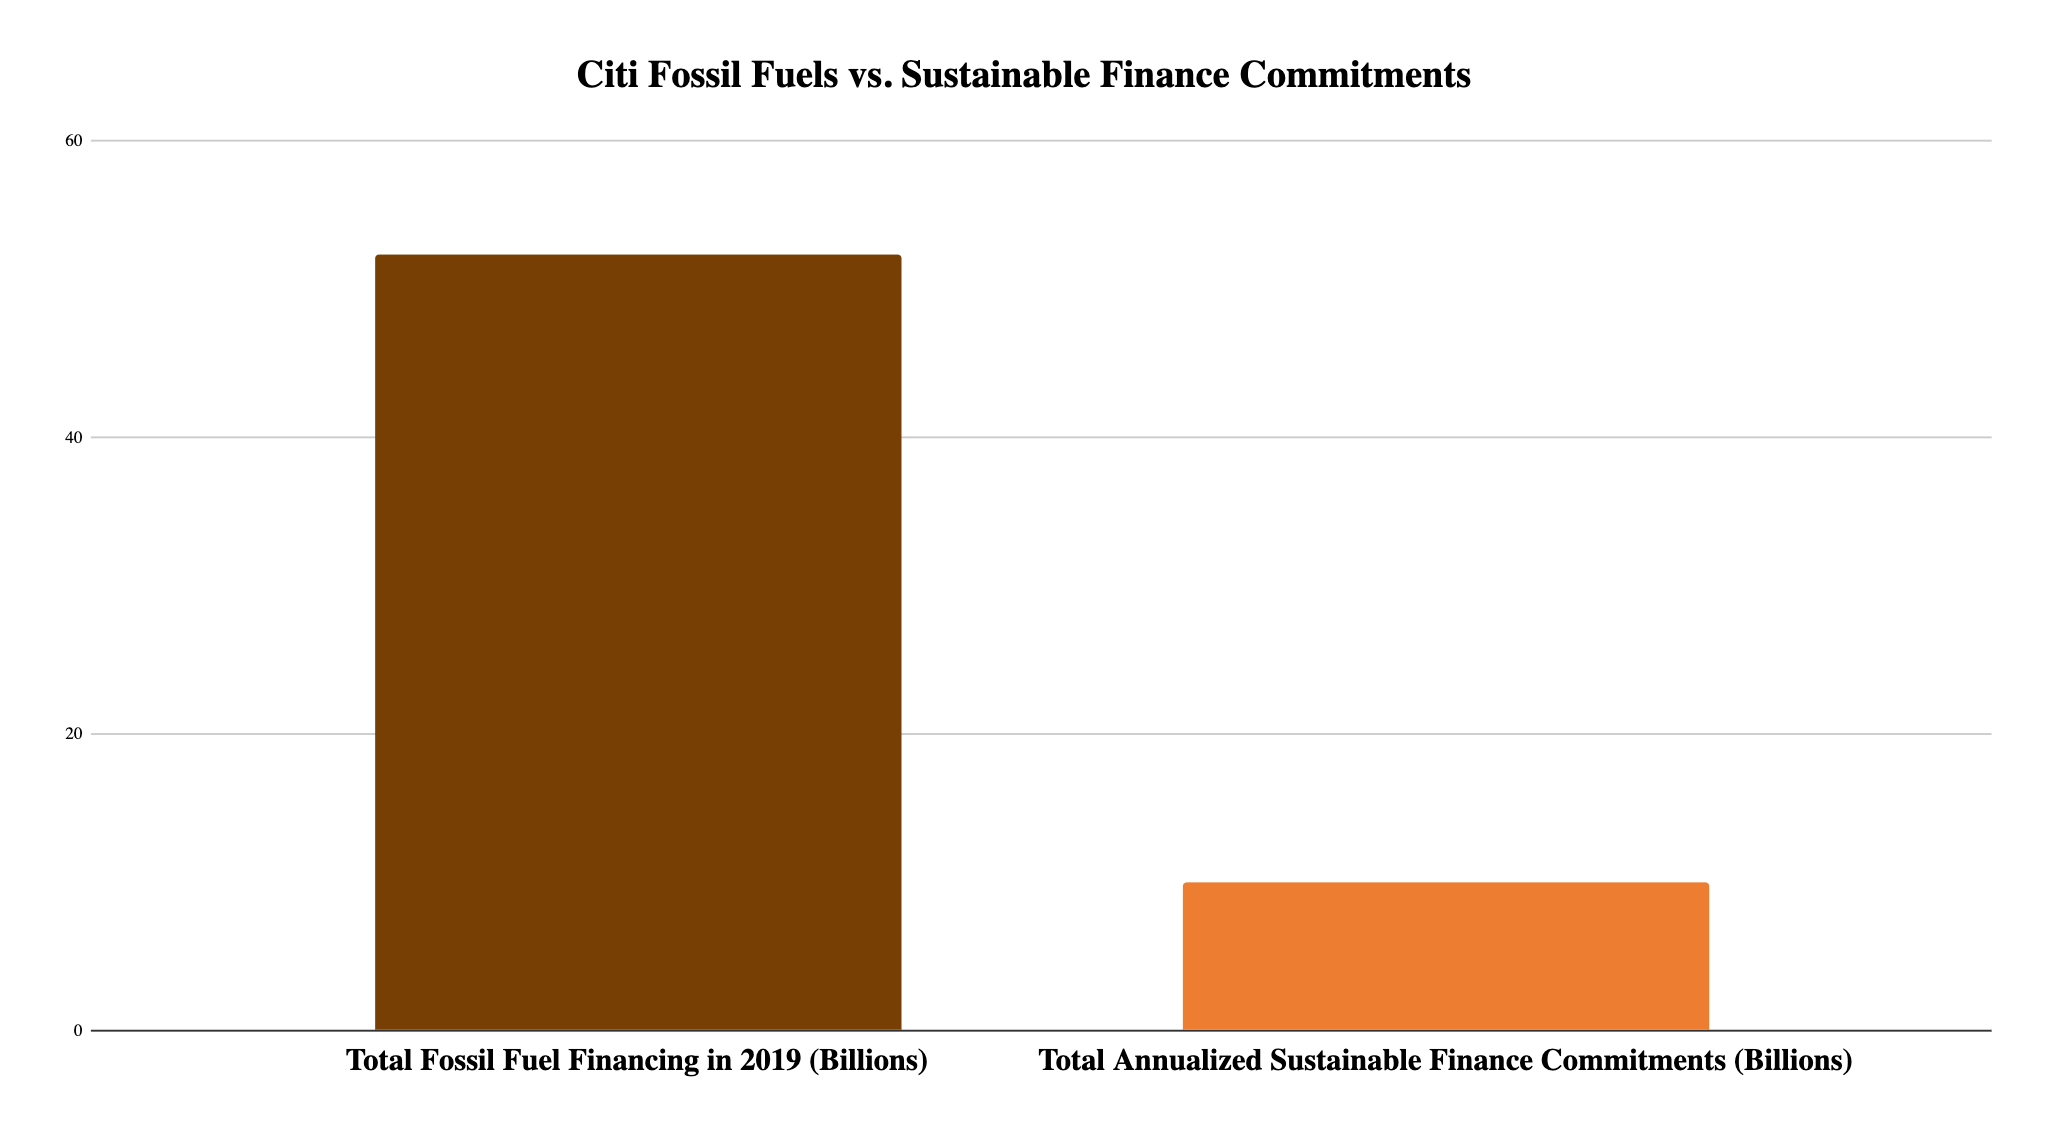 Citi Fossil Fuels vs. Sustainable Finance Commitments
60
40
20
0
Total Fossil Fuel Financing in 2019 (Billions)
Total Annualized Sustainable Finance Commitments (Billions)